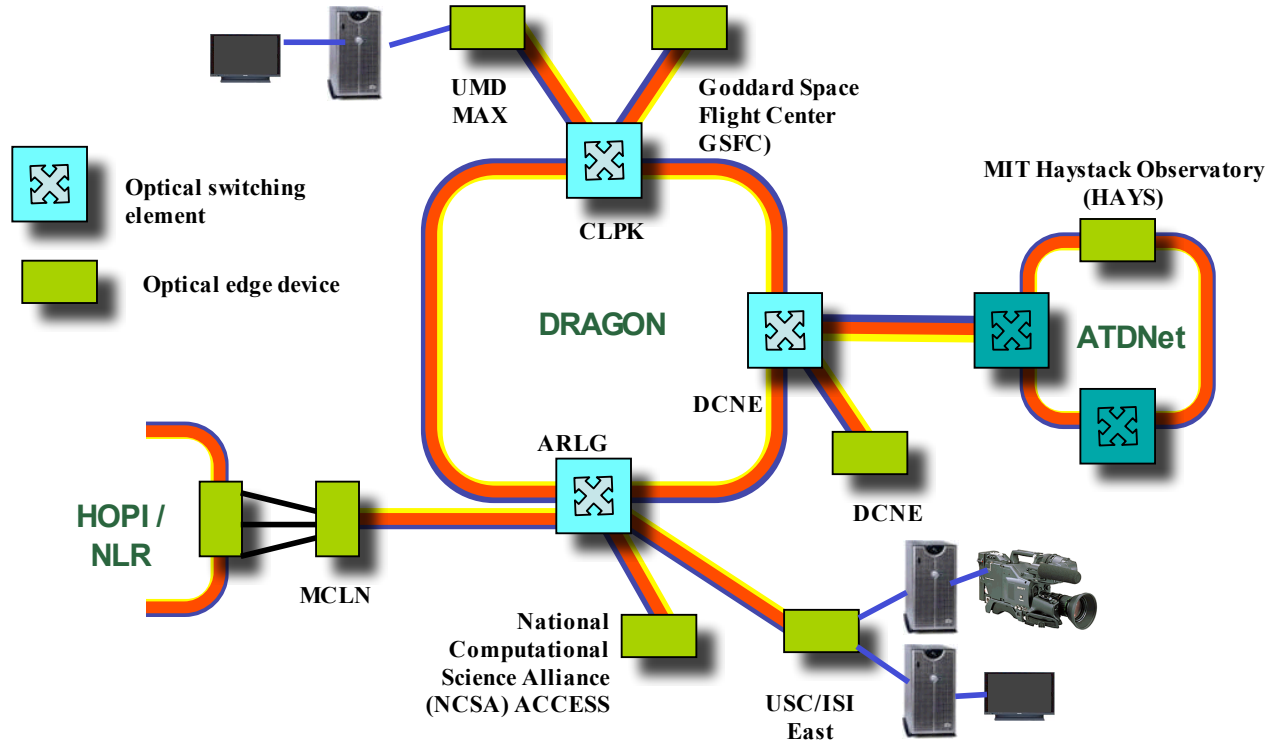 UMD
MAX
Goddard Space
Flight Center
GSFC)
MIT Haystack Observatory
(HAYS)
Optical switching
element
CLPK
Optical edge device
DRAGON
ATDNet
DCNE
ARLG
HOPI /
NLR
DCNE
MCLN
National
Computational
Science Alliance
(NCSA) ACCESS
USC/ISI
East